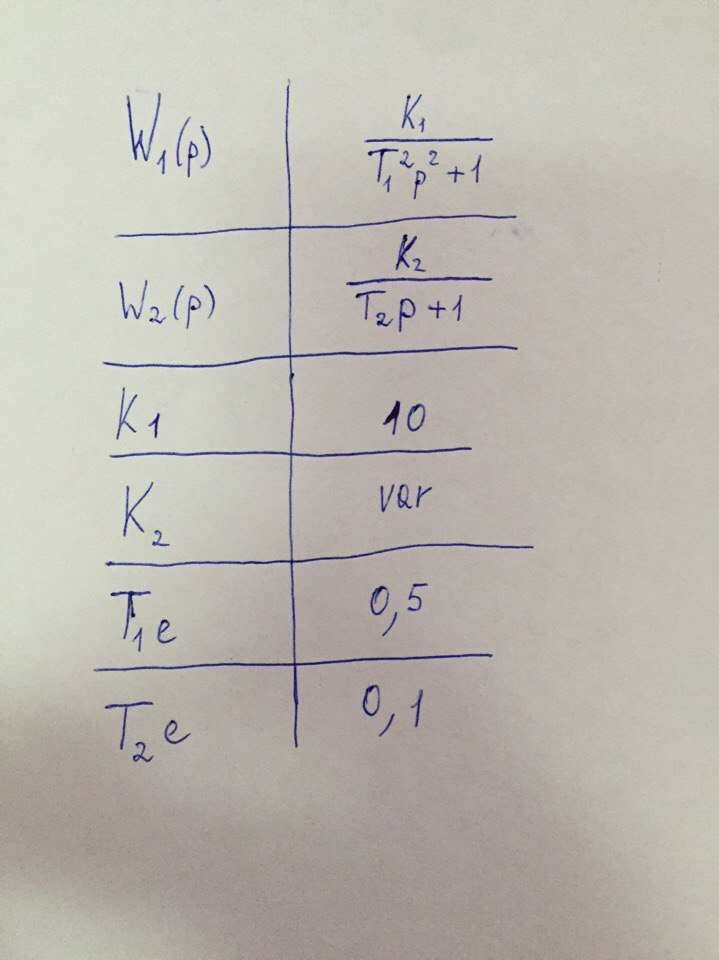 W₁(p) K₁/(T₁²p²+1)
W₂(p) K₂/(T₂p+1)
K1 10
K₂ var
T₁e 0,5
T₂e 0,1